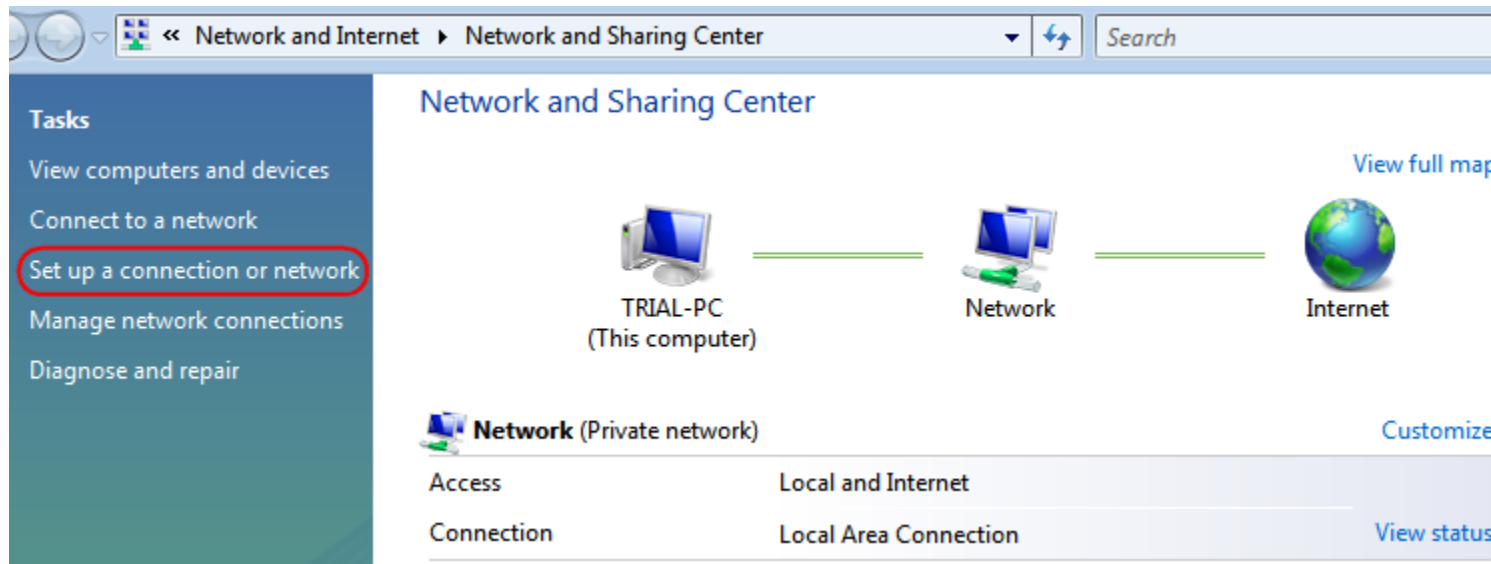 « Network and Internet ▸ Network and Sharing Center
Search
Tasks
View computers and devices
Connect to a network
Set up a connection or network
Manage network connections
Diagnose and repair
Network and Sharing Center
View full map
TRIAL-PC
(This computer)
Network
Internet
Network (Private network)
Customize
Access
Local and Internet
Connection
Local Area Connection
View status